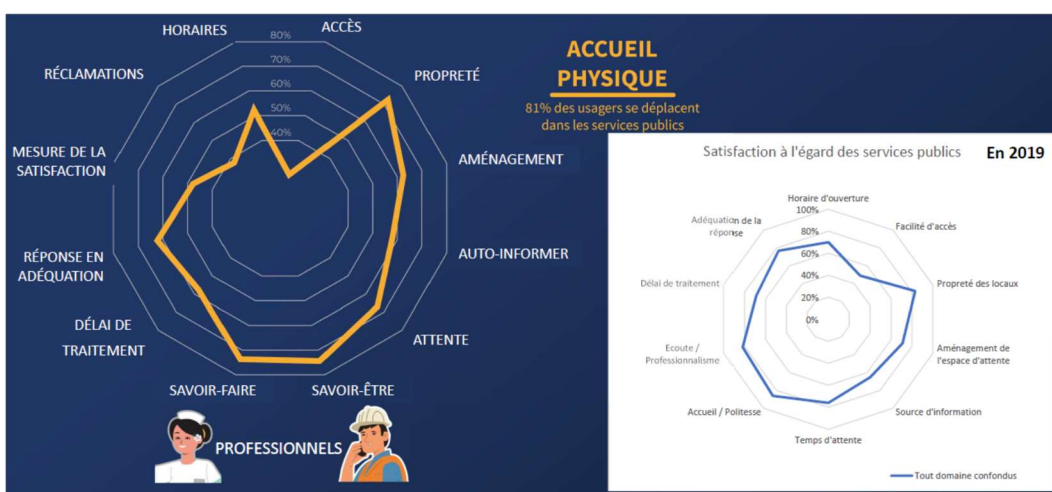 HORAIRES
ACCÈS
80%
70%
60%
50%
40%
RÉCLAMATIONS
PROPRETÉ
MESURE DE LA
SATISFACTION
AMÉNAGEMENT
RÉPONSE EN
ADÉQUATION
AUTO-INFORMER
DÉLAI DE
TRAITEMENT
ATTENTE
SAVOIR-FAIRE
SAVOIR-ÊTRE
PROFESSIONNELS
ACCUEIL
PHYSIQUE
81% des usagers se déplacent
dans les services publics
Satisfaction à l'égard des services publics
En 2019
Horaire d'ouverture
100%
80%
60%
40%
20%
0%
Adéquation de la
réponse
Facilité d'accès
Délai de traitement
Propreté des locaux
Ecoute /
Professionnalisme
Aménagement de
l'espace d'attente
Accueil / Politesse
Source d'information
Temps d'attente
Tout domaine confondus